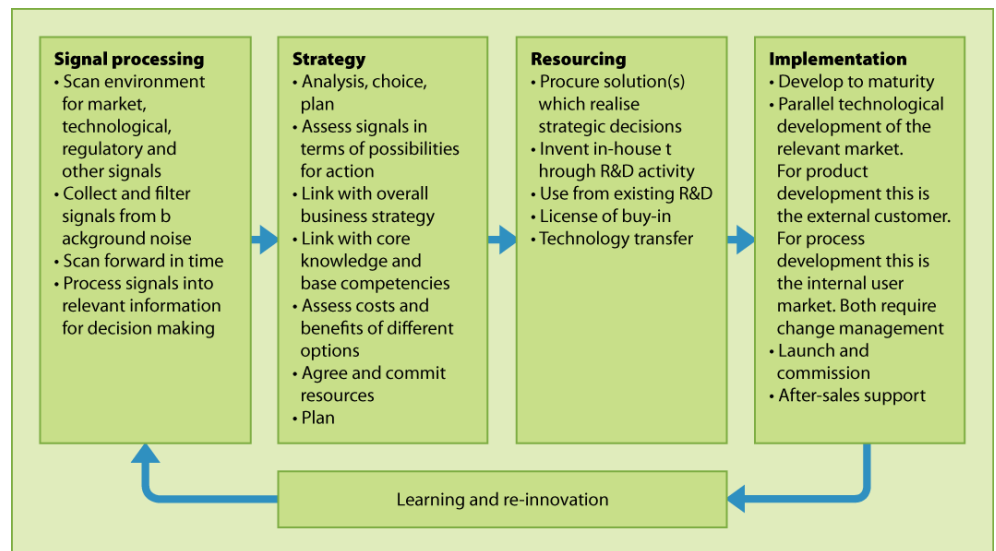 Signal processing
• Scan environment
for market,
technological,
regulatory and
other signals
• Collect and filter
signals from b
ackground noise
• Scan forward in time
• Process signals into
relevant information
for decision making
Strategy
• Analysis, choice,
plan
• Assess signals in
terms of possibilities
for action
• Link with overall
business strategy
• Link with core
knowledge and
base competencies
• Assess costs and
benefits of different
options
• Agree and commit
resources
• Plan
Resourcing
• Procure solution(s)
which realise
strategic decisions
• Invent in-house t
hrough R&D activity
• Use from existing R&D
• License of buy-in
• Technology transfer
Implementation
• Develop to maturity
• Parallel technological
development of the
relevant market.
For product
development this is
the external customer.
For process
development this is
the internal user
market. Both require
change management
• Launch and
commission
• After-sales support
Learning and re-innovation